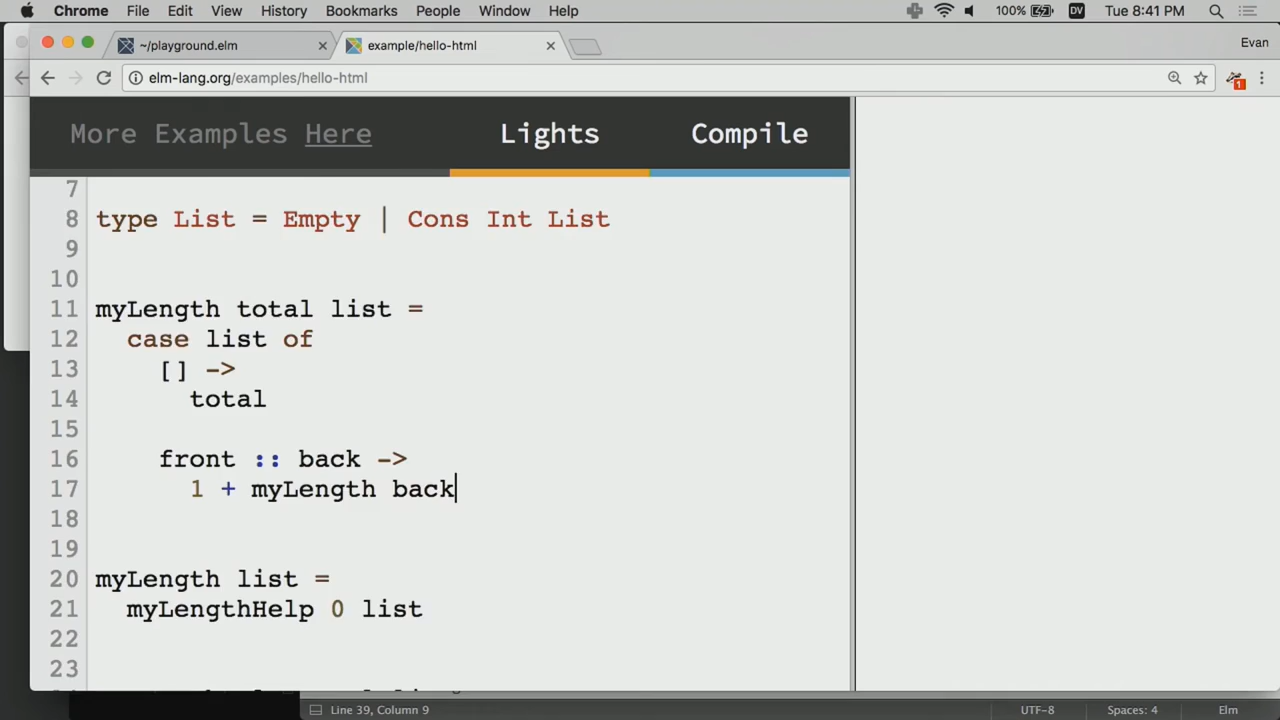 Chrome File Edit View History Bookmarks People Window Help 100% DV Tue 8:41 PM
~/playground.elm example/hello-html Evan
elm-lang.org/examples/hello-html 1
More Examples Here Lights Compile
7
8 type List = Empty | Cons Int List
9
10
11 myLength total list =
12 case list of
13 [] ->
14 total
15
16 front :: back ->
17 1 + myLength back
18
19
20 myLength list =
21 myLengthHelp 0 list
22
23
Line 39, Column 9 UTF-8 Spaces: 4 Elm